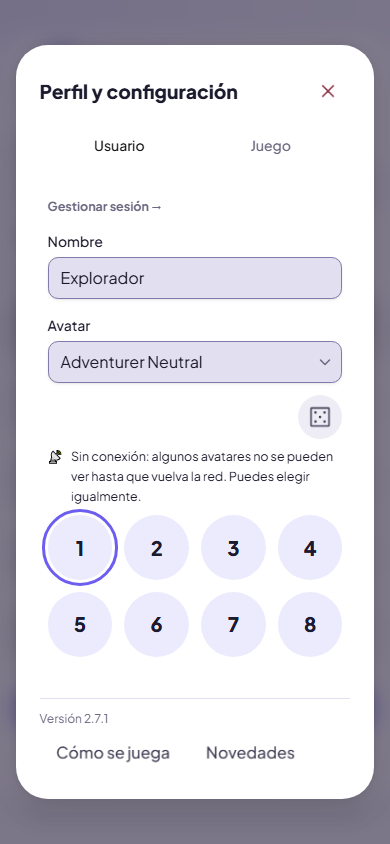 Perfil y configuración
Usuario
Juego
Gestionar sesión →
Nombre
Explorador
Avatar
Adventurer Neutral
Sin conexión: algunos avatares no se pueden
ver hasta que vuelva la red. Puedes elegir
igualmente.
1
2
3
4
5
6
7
8
Versión 2.7.1
Cómo se juega
Novedades